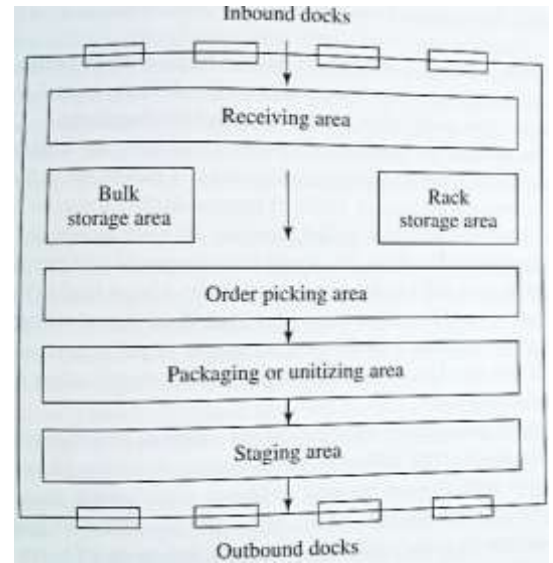 Inbound docks
Receiving area
Bulk
storage area
Rack
storage area
Order picking area
Packaging or unitizing area
Staging area
Outbound docks